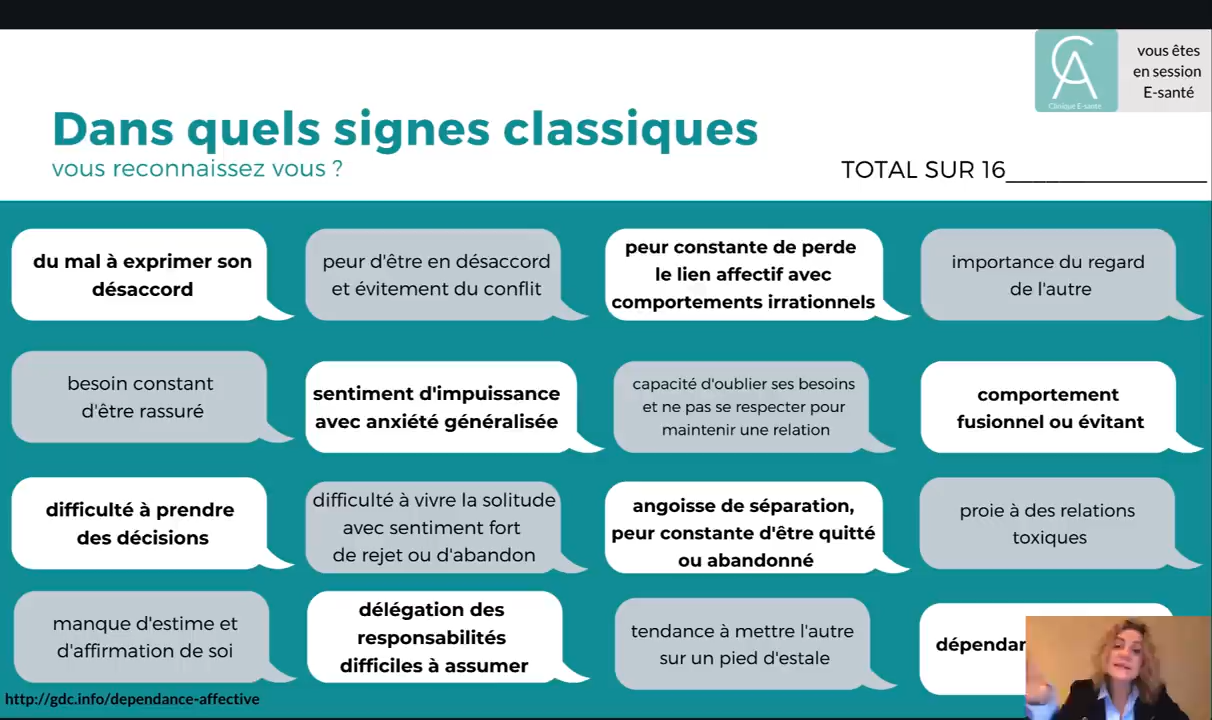 CA
Clinique E-sante
vous êtes
en session
E-santé
Dans quels signes classiques
vous reconnaissez vous ?
TOTAL SUR 16_______________
du mal à exprimer son
désaccord
peur d'être en désaccord
et évitement du conflit
peur constante de perde
le lien affectif avec
comportements irrationnels
importance du regard
de l'autre
besoin constant
d'être rassuré
sentiment d'impuissance
avec anxiété généralisée
capacité d'oublier ses besoins
et ne pas se respecter pour
maintenir une relation
comportement
fusionnel ou évitant
difficulté à prendre
des décisions
difficulté à vivre la solitude
avec sentiment fort
de rejet ou d'abandon
angoisse de séparation,
peur constante d'être quitté
ou abandonné
proie à des relations
toxiques
manque d'estime et
d'affirmation de soi
délégation des
responsabilités
difficiles à assumer
tendance à mettre l'autre
sur un pied d'estale
http://gdc.info/dependance-affective